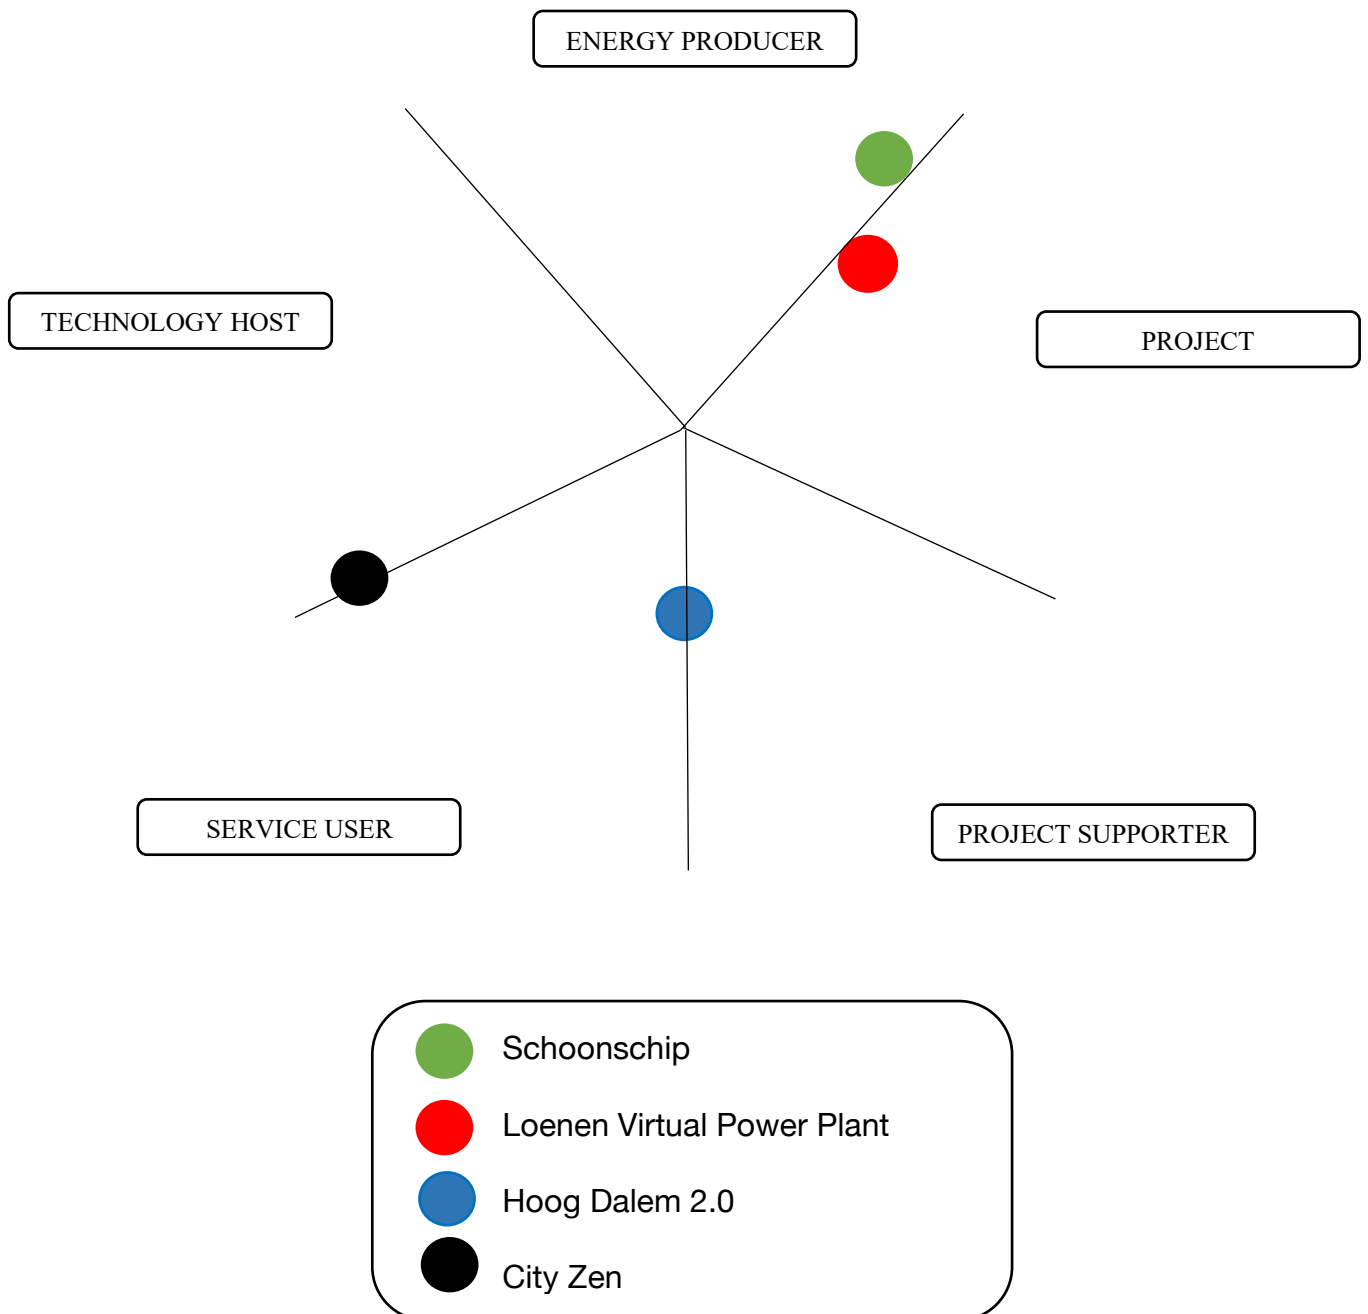 ENERGY PRODUCER
TECHNOLOGY HOST
PROJECT
SERVICE USER
PROJECT SUPPORTER
Schoonschip
Loenen Virtual Power Plant
Hoog Dalem 2.0
City Zen